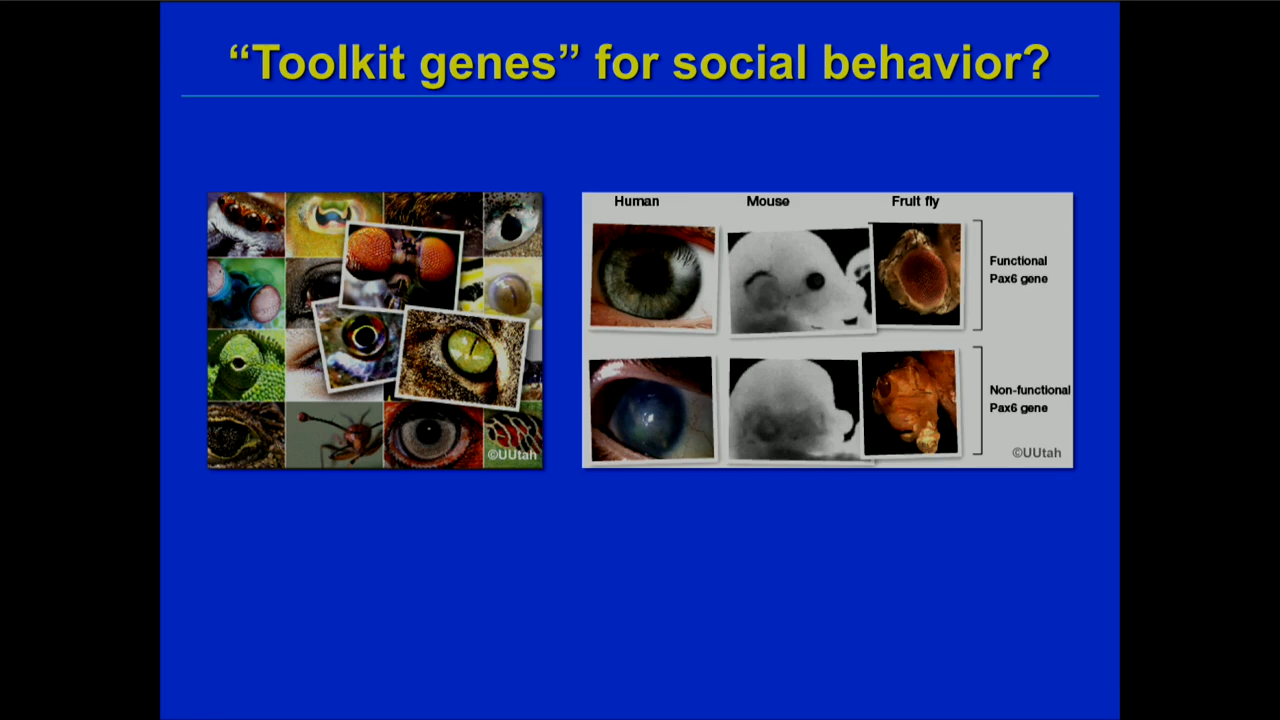 “Toolkit genes” for social behavior?
©UUtah
Human Mouse Fruit fly
Functional
Pax6 gene
Non-functional
Pax6 gene
©UUtah